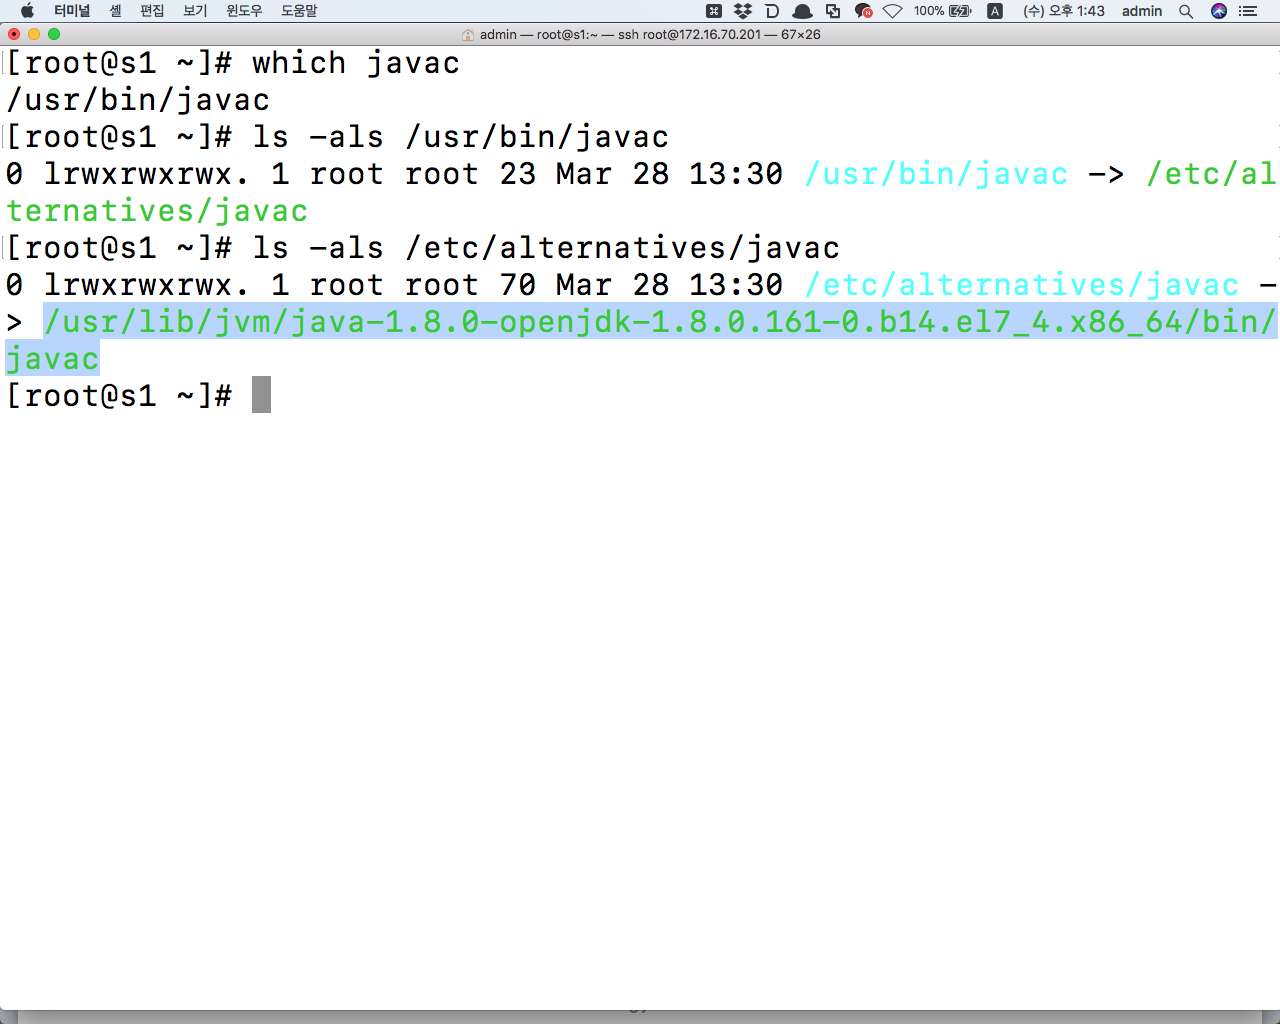 터미널 셸 편집 보기 윈도우 도움말 100% A (수) 오후 1:43 admin
admin — root@s1:~ — ssh root@172.16.70.201 — 67×26
[root@s1 ~]# which javac
/usr/bin/javac
[root@s1 ~]# ls -als /usr/bin/javac
0 lrwxrwxrwx. 1 root root 23 Mar 28 13:30 /usr/bin/javac -> /etc/al
ternatives/javac
[root@s1 ~]# ls -als /etc/alternatives/javac
0 lrwxrwxrwx. 1 root root 70 Mar 28 13:30 /etc/alternatives/javac -
> /usr/lib/jvm/java-1.8.0-openjdk-1.8.0.161-0.b14.el7_4.x86_64/bin/
javac
[root@s1 ~]#